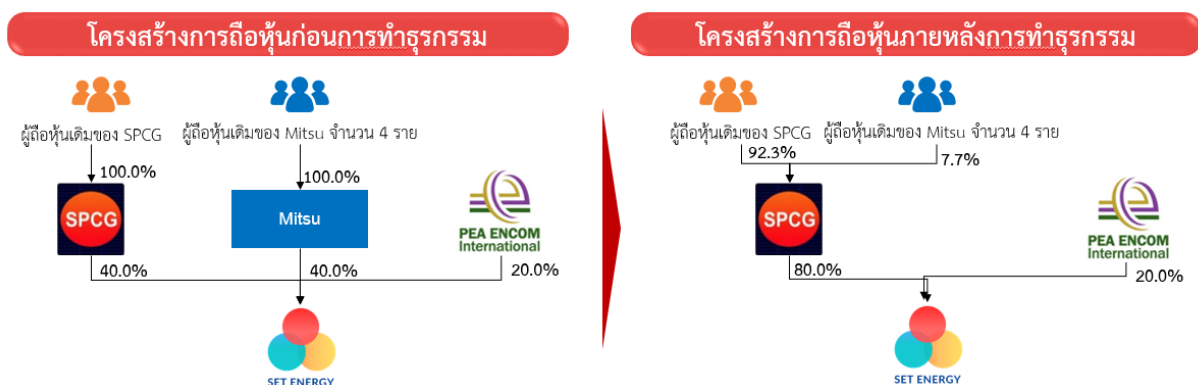 โครงสร้างการถือหุ้นก่อนการทำธุรกรรม
ผู้ถือหุ้นเดิมของ SPCG
ผู้ถือหุ้นเดิมของ Mitsu จำนวน 4 ราย
100.0%
100.0%
SPCG
Mitsu
PEA ENCOM
International
40.0%
40.0%
20.0%
SET ENERGY
โครงสร้างการถือหุ้นภายหลังการทำธุรกรรม
ผู้ถือหุ้นเดิมของ SPCG
ผู้ถือหุ้นเดิมของ Mitsu จำนวน 4 ราย
92.3%
7.7%
SPCG
PEA ENCOM
International
80.0%
20.0%
SET ENERGY